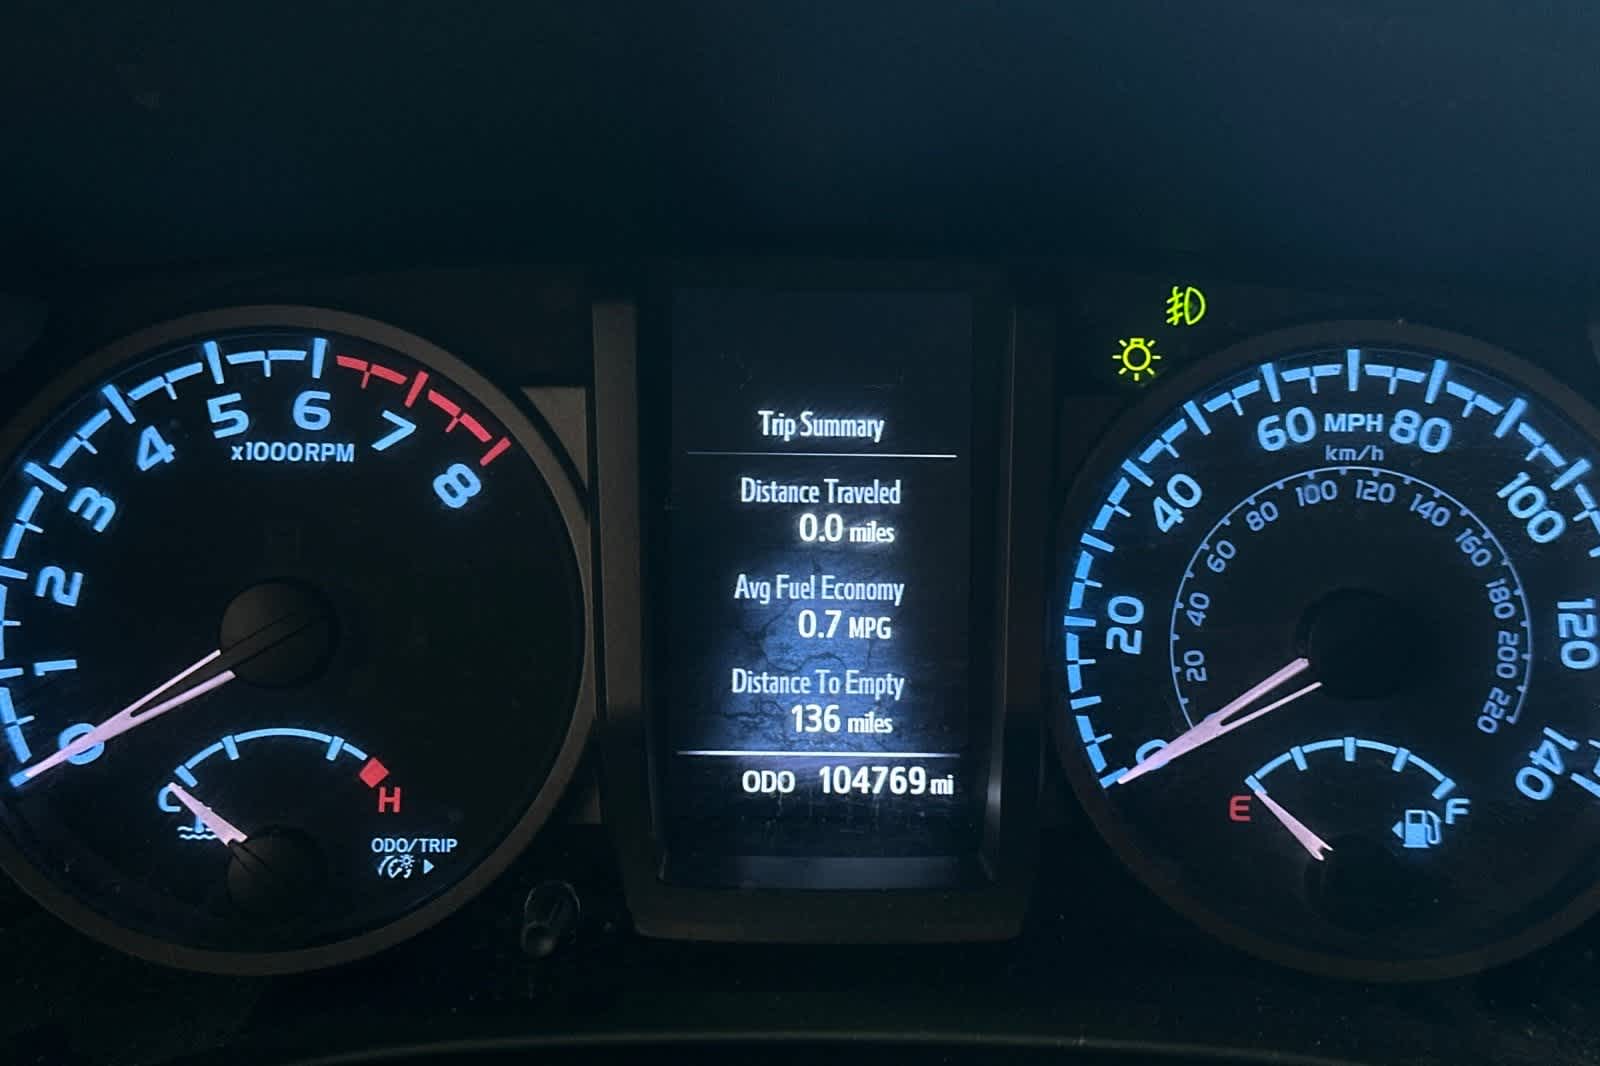 0
1
2
3
4
5
6
7
8
x1000RPM
C
H
ODO/TRIP
Trip Summary
Distance Traveled
0.0 miles
Avg Fuel Economy
0.7 MPG
Distance To Empty
136 miles
ODO 104769 mi
0
20
40
60
MPH
80
100
120
140
km/h
20
40
60
80
100
120
140
160
180
200
220
E
F